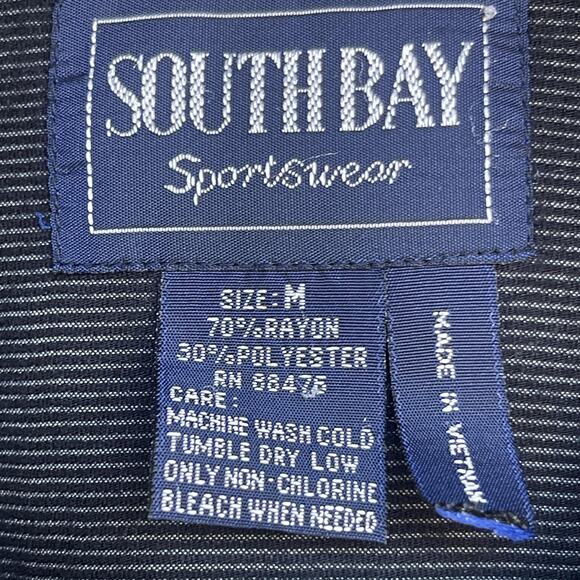 SOUTH BAY
Sportswear
SIZE: M
70% RAYON
30% POLYESTER
RN 88476
CARE:
MACHINE WASH COLD
TUMBLE DRY LOW
ONLY NON-CHLORINE
BLEACH WHEN NEEDED
MADE IN VIETNAM